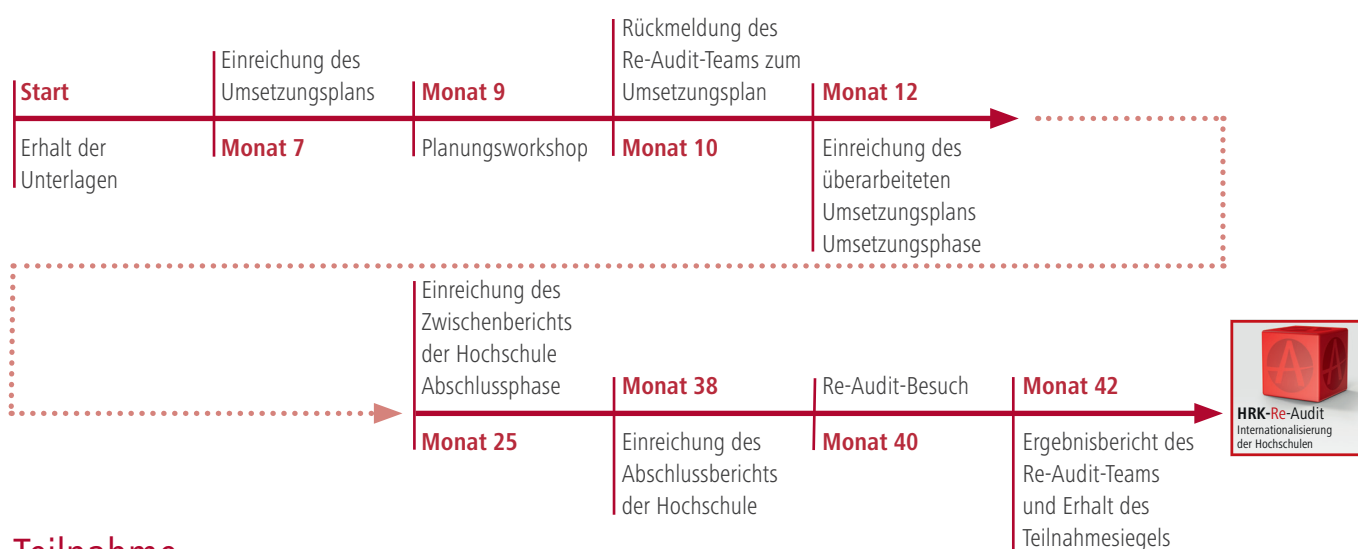 Start
Erhalt der
Unterlagen
Einreichung des
Umsetzungsplans
Monat 7
Monat 9
Planungsworkshop
Rückmeldung des
Re-Audit-Teams zum
Umsetzungsplan
Monat 10
Monat 12
Einreichung des
überarbeiteten
Umsetzungsplans
Umsetzungsphase
Einreichung des
Zwischenberichts
der Hochschule
Abschlussphase
Monat 25
Monat 38
Einreichung des
Abschlussberichts
der Hochschule
Re-Audit-Besuch
Monat 40
Monat 42
Ergebnisbericht des
Re-Audit-Teams
und Erhalt des
Teilnahmesiegels
HRK-Re-Audit
Internationalisierung
der Hochschulen
Teilnahme